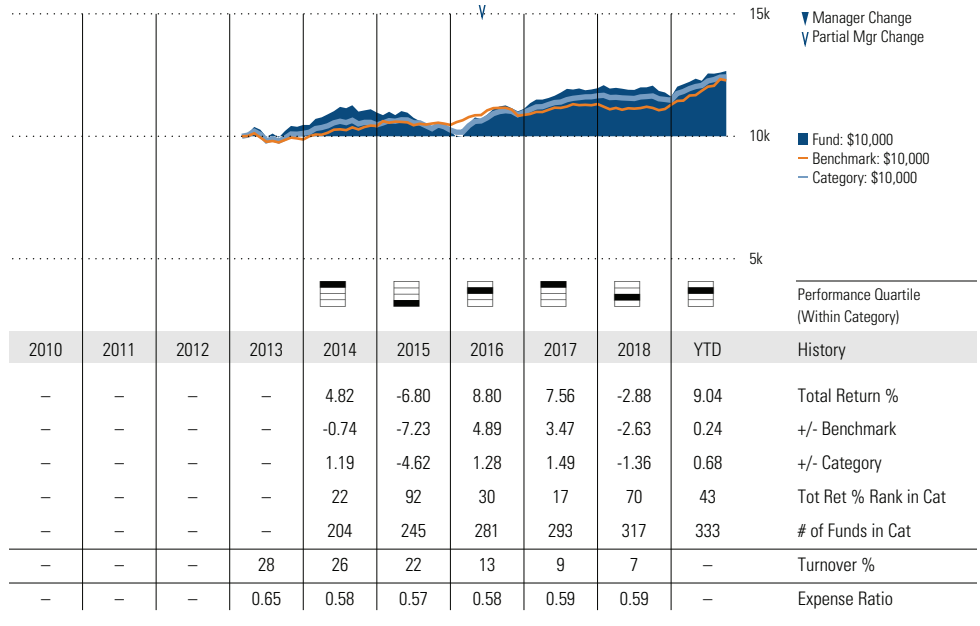 15k
Manager Change
Partial Mgr Change
10k
Fund: $10,000
Benchmark: $10,000
Category: $10,000
5k
Performance Quartile
(Within Category)
2010 2011 2012 2013 2014 2015 2016 2017 2018 YTD History
– – – – 4.82 -6.80 8.80 7.56 -2.88 9.04 Total Return %
– – – – -0.74 -7.23 4.89 3.47 -2.63 0.24 +/- Benchmark
– – – – 1.19 -4.62 1.28 1.49 -1.36 0.68 +/- Category
– – – – 22 92 30 17 70 43 Tot Ret % Rank in Cat
– – – – 204 245 281 293 317 333 # of Funds in Cat
– – – 28 26 22 13 9 7 – Turnover %
– – – 0.65 0.58 0.57 0.58 0.59 0.59 – Expense Ratio